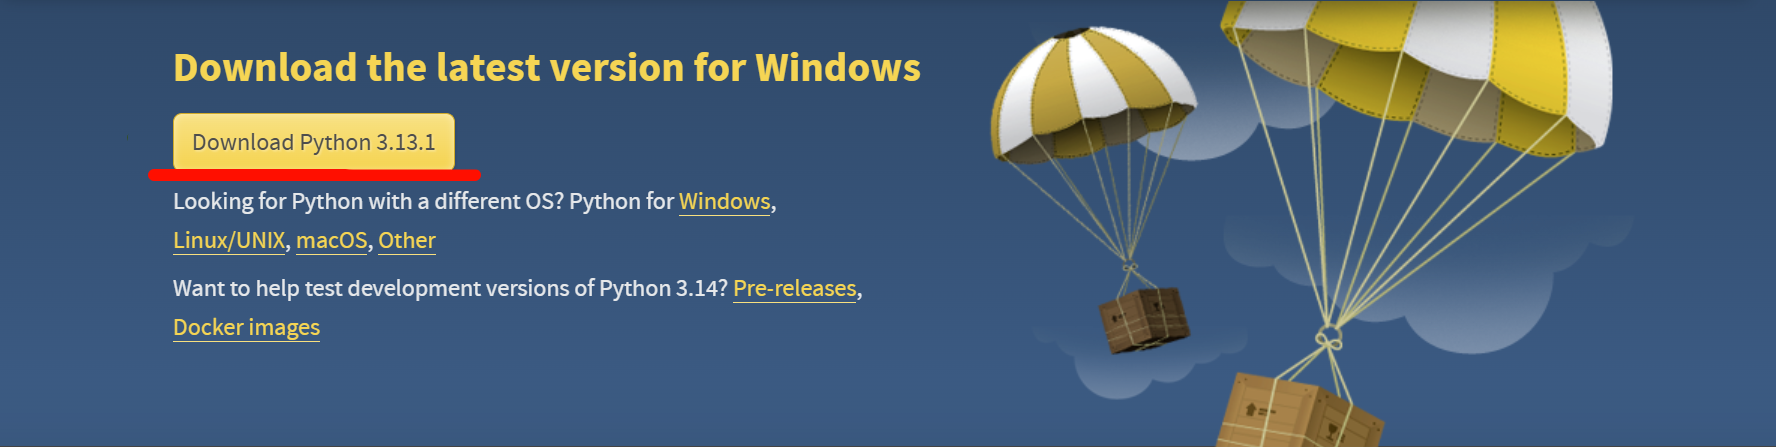 Download the latest version for Windows
Download Python 3.13.1
Looking for Python with a different OS? Python for Windows,
Linux/UNIX, macOS, Other
Want to help test development versions of Python 3.14? Pre-releases,
Docker images